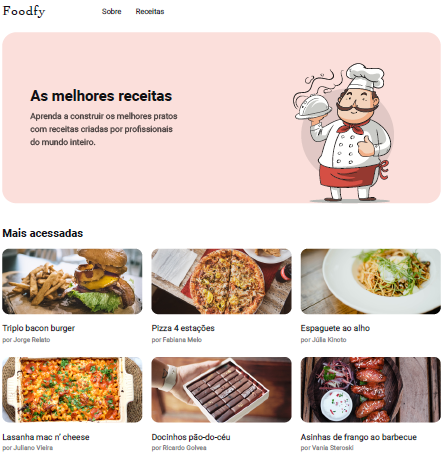 Foodfy
Sobre
Receitas
As melhores receitas
Aprenda a construir os melhores pratos
com receitas criadas por profissionais
do mundo inteiro.
Mais acessadas
Triplo bacon burger
por Jorge Relato
Pizza 4 estações
por Fabiana Melo
Espaguete ao alho
por Júlia Kinoto
Lasanha mac n' cheese
por Juliano Vieira
Docinhos pão-do-céu
por Ricardo Golvea
Asinhas de frango ao barbecue
por Vania Steroski